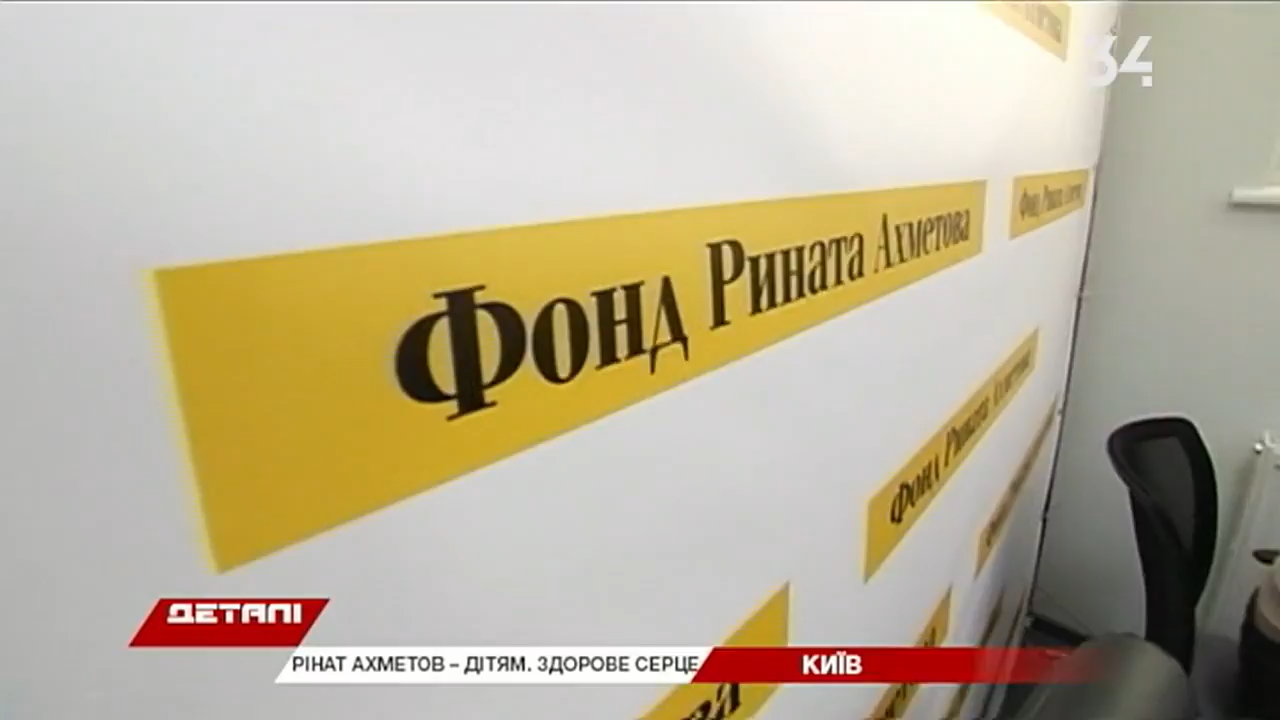 34
Фонд Рината Ахметова
Фонд Рината Ахметова
Фонд Рината Ахметова
ДЕТАЛІ
РІНАТ АХМЕТОВ – ДІТЯМ. ЗДОРОВЕ СЕРЦЕ
КИЇВ